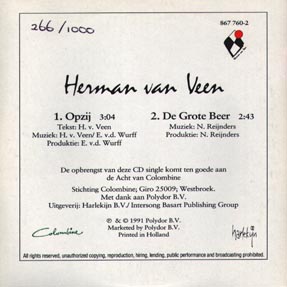 266/1000
867 760-2
Herman van Veen
1. Opzij 3:04
Tekst: H. v. Veen
Muziek: H. v. Veen/ E. v.d. Wurff
Produktie: E. v.d. Wurff
2. De Grote Beer 2:43
Muziek: N. Reijnders
Produktie: N. Reijnders
De opbrengst van deze CD single komt ten goede aan
de Acht van Colombine
Stichting Colombine; Giro 25009; Westbroek.
Met dank aan Polydor B.V.
Uitgeverij: Harlekijn B.V./ Intersong Basart Publishing Group
Colombine
℗ & © 1991 Polydor B.V.
Marketed by Polydor B.V.
Printed in Holland
harlekijn
All rights reserved, unauthorized copying, reproduction, hiring, lending, public performance and broadcasting prohibited.